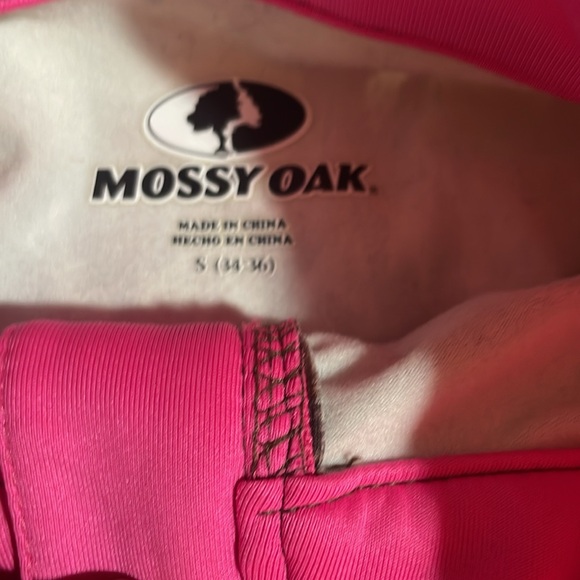 MOSSY OAK®
MADE IN CHINA
HECHO EN CHINA
S (34-36)